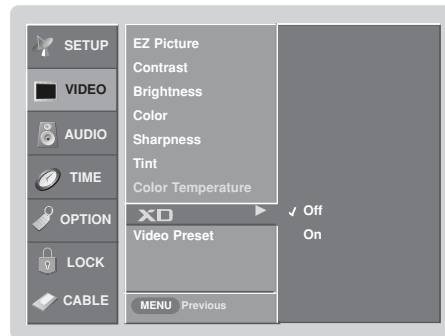 SETUP
VIDEO
AUDIO
TIME
OPTION
LOCK
CABLE
EZ Picture
Contrast
Brightness
Color
Sharpness
Tint
Color Temperature
XD
Video Preset
MENU Previous
Off
On